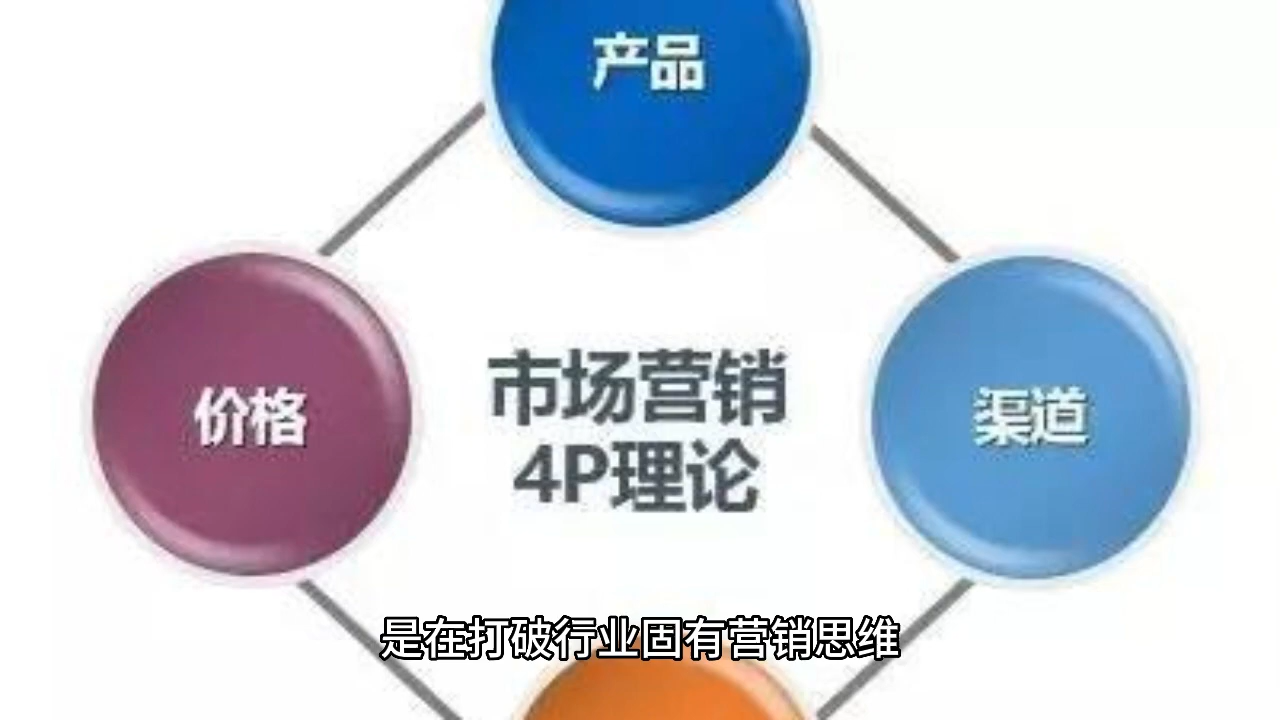 产品
价格
市场营销
4P理论
渠道
是在打破行业固有营销思维